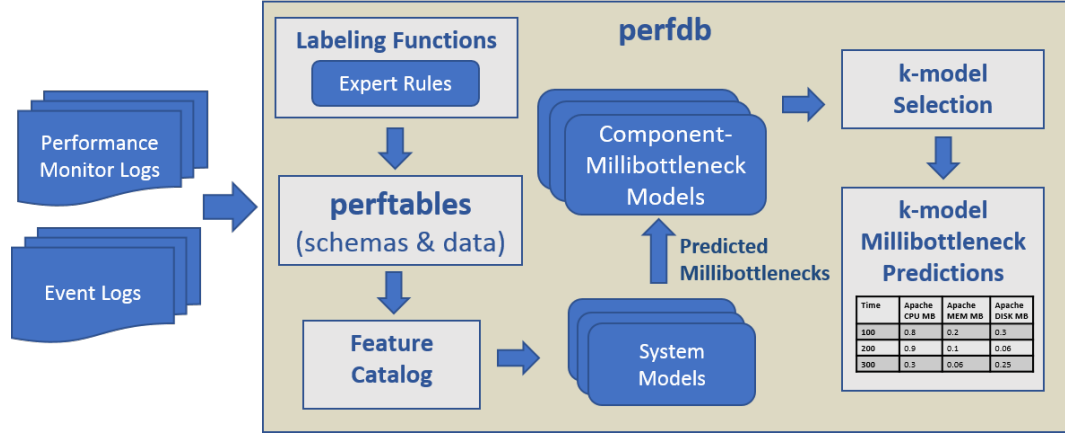 perfdb
Performance
Monitor Logs
Event Logs
Labeling Functions
Expert Rules
perftables
(schemas & data)
Feature
Catalog
System
Models
Predicted
Millibottlenecks
Component-
Millibottleneck
Models
k-model
Selection
k-model
Millibottleneck
Predictions
Time Apache CPU MB Apache MEM MB Apache DISK MB
100 0.8 0.2 0.3
200 0.9 0.1 0.06
300 0.3 0.06 0.25